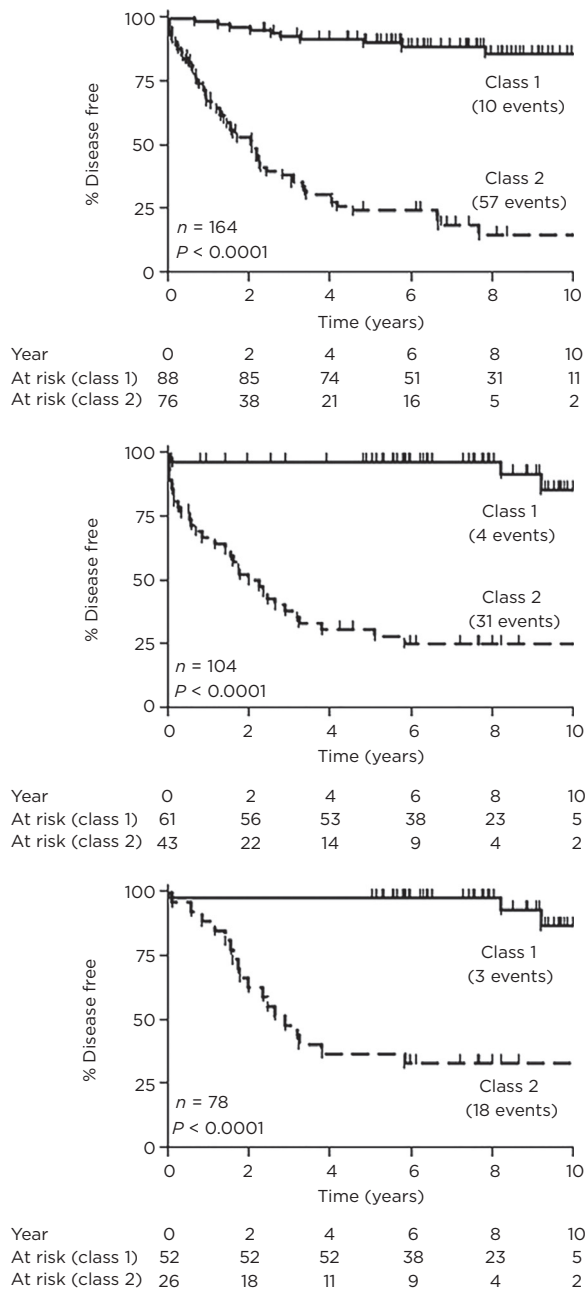 100
75
50
25
0
% Disease free
Class 1
(10 events)
Class 2
(57 events)
n = 164
P < 0.0001
0 2 4 6 8 10
Time (years)
Year 0 2 4 6 8 10
At risk (class 1) 88 85 74 51 31 11
At risk (class 2) 76 38 21 16 5 2
100
75
50
25
0
% Disease free
Class 1
(4 events)
Class 2
(31 events)
n = 104
P < 0.0001
0 2 4 6 8 10
Time (years)
Year 0 2 4 6 8 10
At risk (class 1) 61 56 53 38 23 5
At risk (class 2) 43 22 14 9 4 2
100
75
50
25
0
% Disease free
Class 1
(3 events)
Class 2
(18 events)
n = 78
P < 0.0001
0 2 4 6 8 10
Time (years)
Year 0 2 4 6 8 10
At risk (class 1) 52 52 52 38 23 5
At risk (class 2) 26 18 11 9 4 2